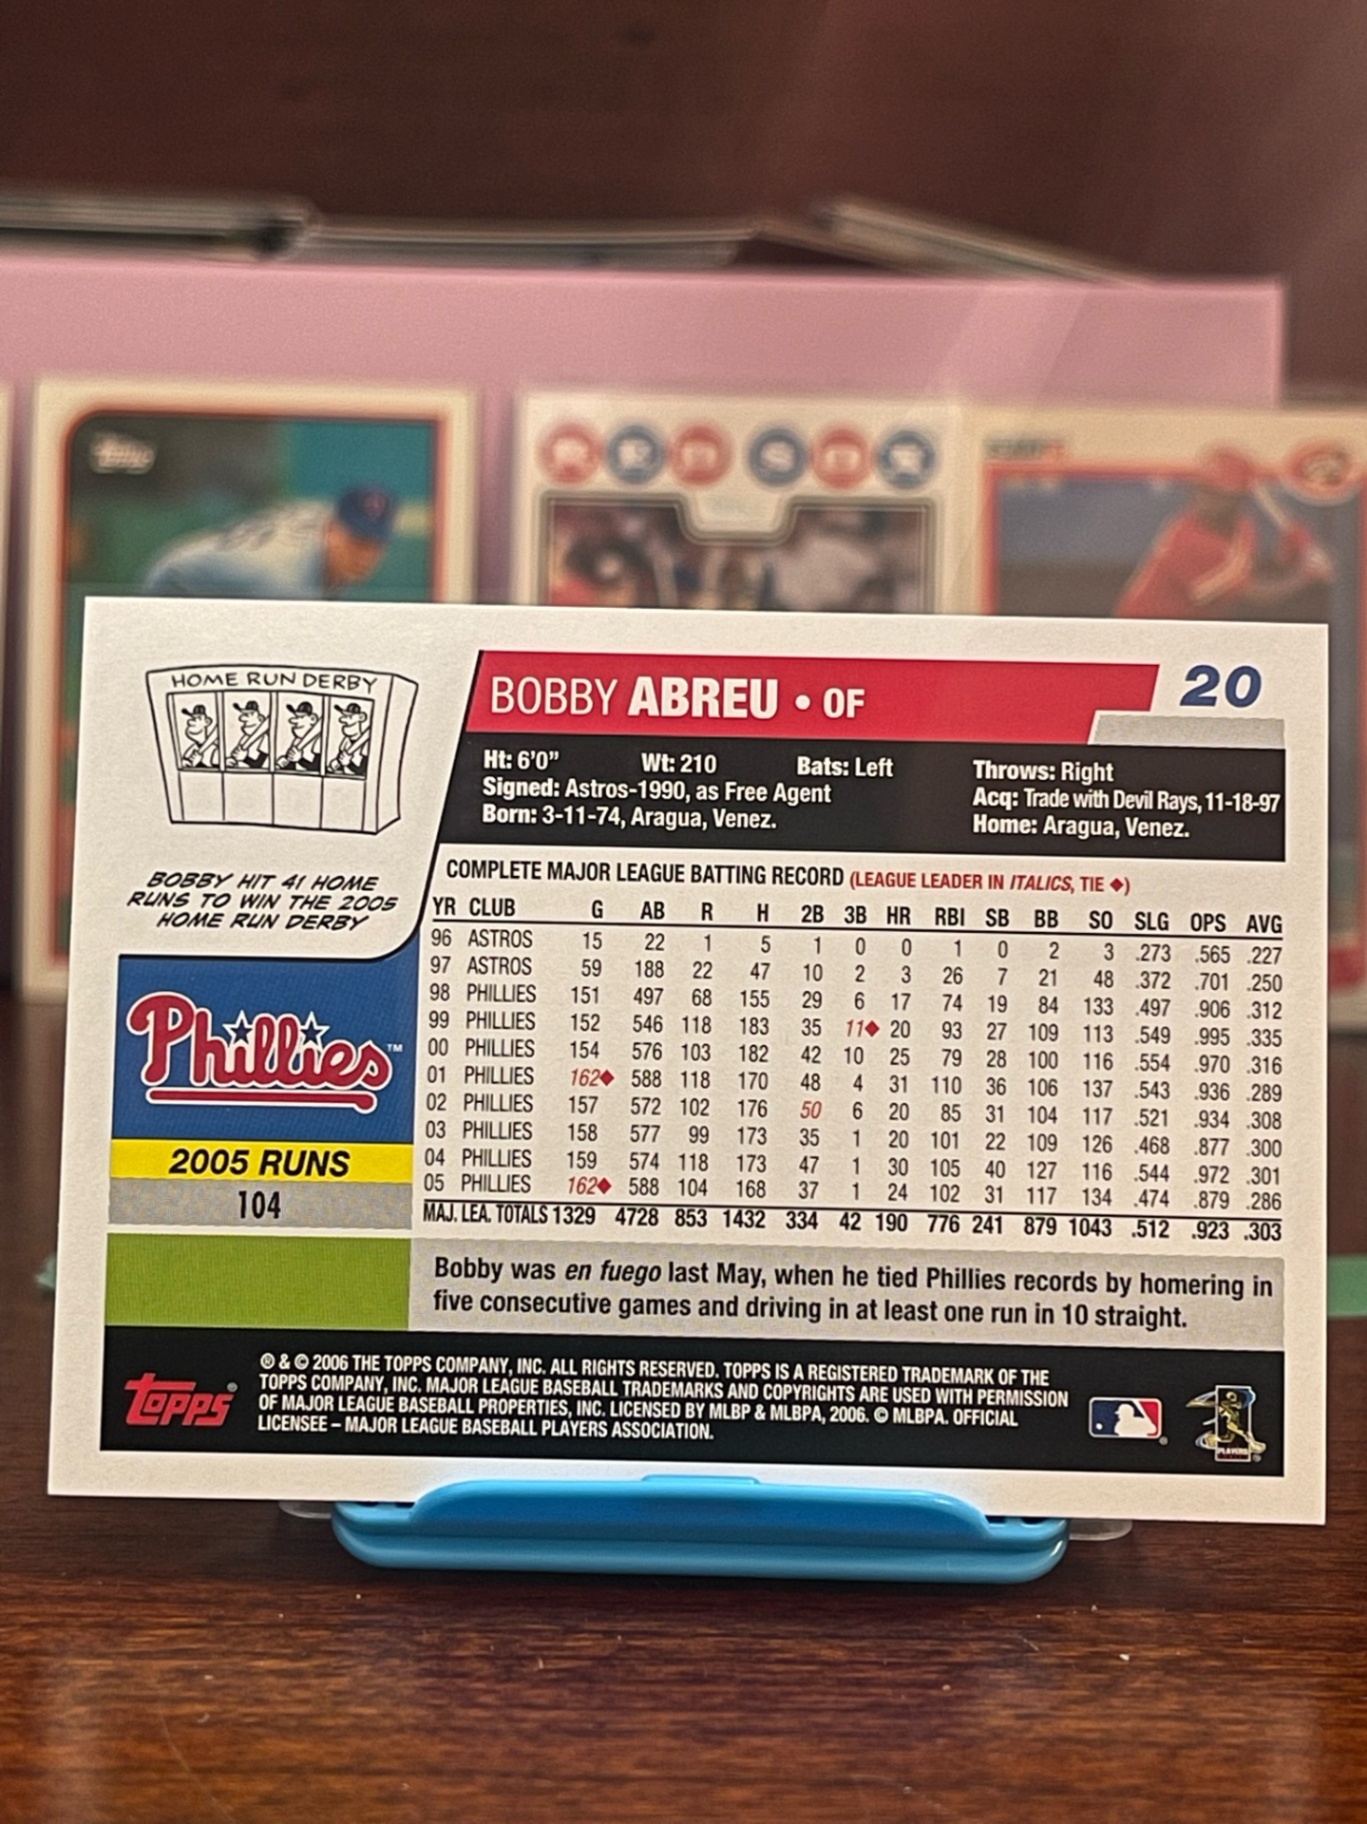 Topps
RED SOX
HOME RUN DERBY
BOBBY HIT 41 HOME
RUNS TO WIN THE 2005
HOME RUN DERBY
BOBBY ABREU • OF
20
Ht: 6'0" Wt: 210 Bats: Left Throws: Right
Signed: Astros-1990, as Free Agent Acq: Trade with Devil Rays, 11-18-97
Born: 3-11-74, Aragua, Venez. Home: Aragua, Venez.
COMPLETE MAJOR LEAGUE BATTING RECORD (LEAGUE LEADER IN ITALICS, TIE ♦)
YR CLUB G AB R H 2B 3B HR RBI SB BB SO SLG OPS AVG
96 ASTROS 15 22 1 5 1 0 0 1 0 2 3 .273 .565 .227
97 ASTROS 59 188 22 47 10 2 3 26 7 21 48 .372 .701 .250
98 PHILLIES 151 497 68 155 29 6 17 74 19 84 133 .497 .906 .312
99 PHILLIES 152 546 118 183 35 11♦ 20 93 27 109 113 .549 .995 .335
00 PHILLIES 154 576 103 182 42 10 25 79 28 100 116 .554 .970 .316
01 PHILLIES 162♦ 588 118 170 48 4 31 110 36 106 137 .543 .936 .289
02 PHILLIES 157 572 102 176 50 6 20 85 31 104 117 .521 .934 .308
03 PHILLIES 158 577 99 173 35 1 20 101 22 109 126 .468 .877 .300
04 PHILLIES 159 574 118 173 47 1 30 105 40 127 116 .544 .972 .301
05 PHILLIES 162♦ 588 104 168 37 1 24 102 31 117 134 .474 .879 .286
MAJ. LEA. TOTALS 1329 4728 853 1432 334 42 190 776 241 879 1043 .512 .923 .303
Phillies™
2005 RUNS
104
Bobby was en fuego last May, when he tied Phillies records by homering in
five consecutive games and driving in at least one run in 10 straight.
TOPPS®
® & © 2006 THE TOPPS COMPANY, INC. ALL RIGHTS RESERVED. TOPPS IS A REGISTERED TRADEMARK OF THE
TOPPS COMPANY, INC. MAJOR LEAGUE BASEBALL TRADEMARKS AND COPYRIGHTS ARE USED WITH PERMISSION
OF MAJOR LEAGUE BASEBALL PROPERTIES, INC. LICENSED BY MLBP & MLBPA, 2006. © MLBPA. OFFICIAL
LICENSEE – MAJOR LEAGUE BASEBALL PLAYERS ASSOCIATION.
PLAYERS